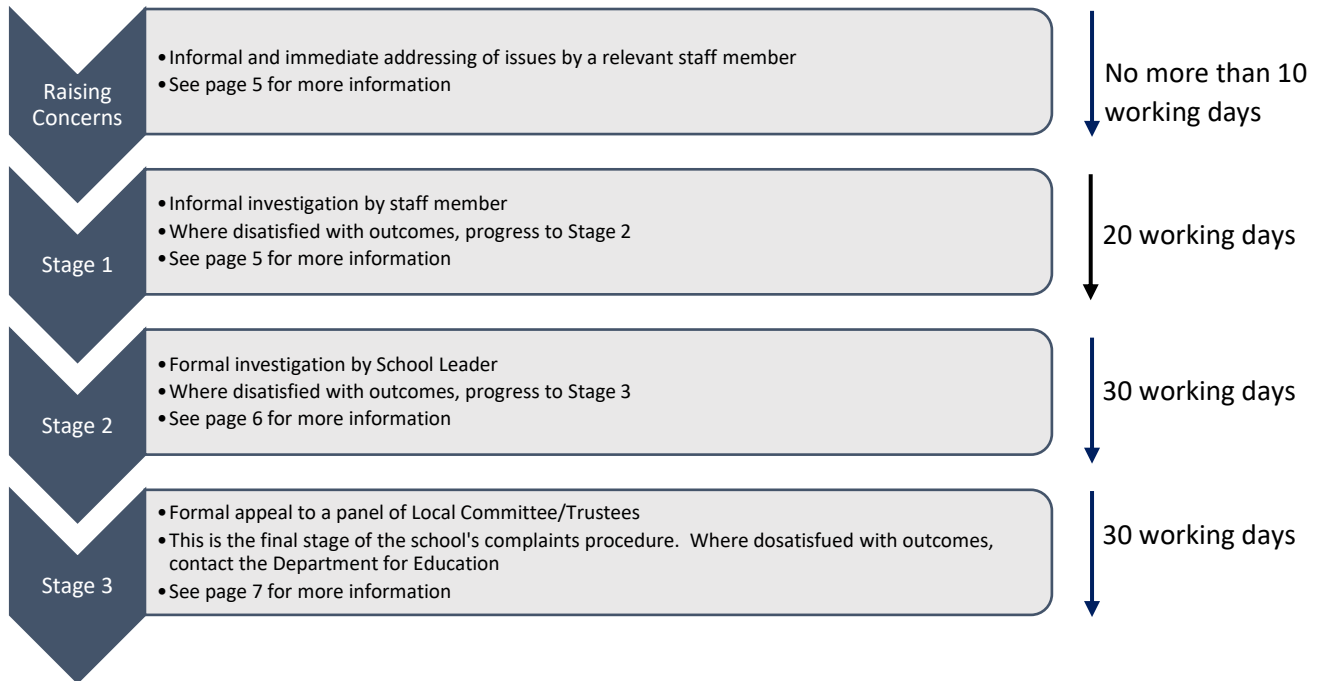 Raising
Concerns
•Informal and immediate addressing of issues by a relevant staff member
•See page 5 for more information
No more than 10
working days
Stage 1
•Informal investigation by staff member
•Where disatisfied with outcomes, progress to Stage 2
•See page 5 for more information
20 working days
Stage 2
•Formal investigation by School Leader
•Where disatisfied with outcomes, progress to Stage 3
•See page 6 for more information
30 working days
Stage 3
•Formal appeal to a panel of Local Committee/Trustees
•This is the final stage of the school's complaints procedure.  Where dosatisfued with outcomes,
contact the Department for Education
•See page 7 for more information
30 working days